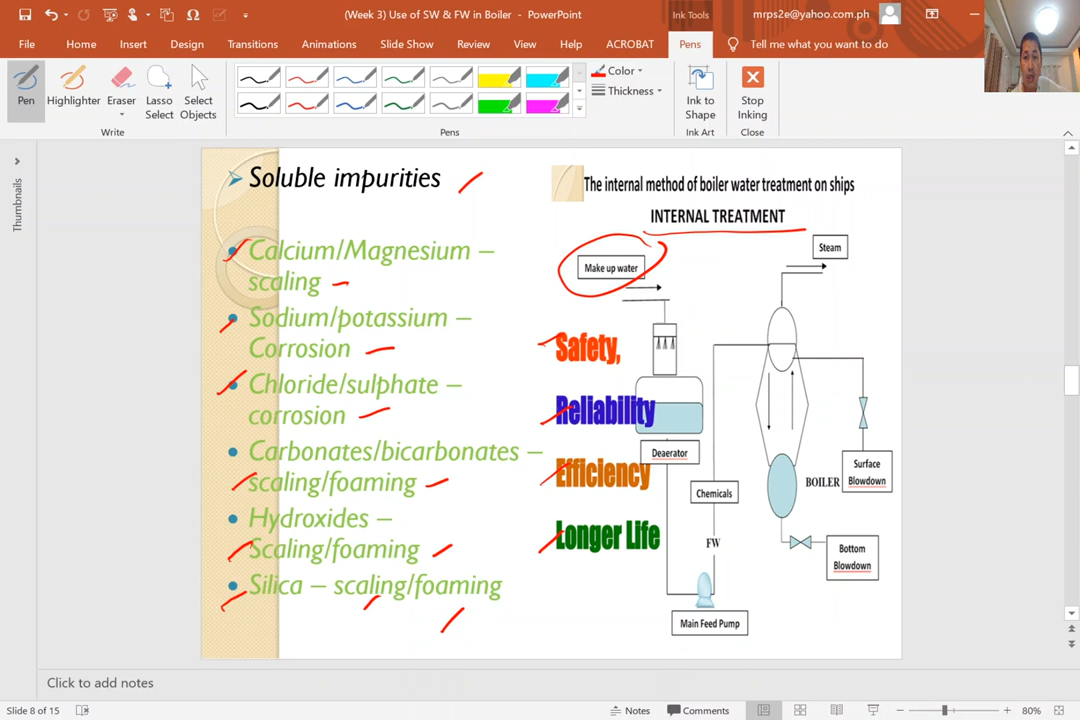 (Week 3) Use of SW & FW in Boiler - PowerPoint
Ink Tools
mrps2e@yahoo.com.ph
File
Home
Insert
Design
Transitions
Animations
Slide Show
Review
View
Help
ACROBAT
Pens
Tell me what you want to do
Pen
Highlighter
Eraser
Lasso
Select
Select
Objects
Write
Pens
Color
Thickness
Ink to
Shape
Ink Art
Stop
Inking
Close
Thumbnails
Soluble impurities
Calcium/Magnesium –
scaling
Sodium/potassium –
Corrosion
Chloride/sulphate –
corrosion
Carbonates/bicarbonates –
scaling/foaming
Hydroxides –
Scaling/foaming
Silica – scaling/foaming
The internal method of boiler water treatment on ships
INTERNAL TREATMENT
Make up water
Steam
Safety,
Reliability
Efficiency
Longer Life
Deaerator
Chemicals
FW
Main Feed Pump
BOILER
Surface
Blowdown
Bottom
Blowdown
Click to add notes
Slide 8 of 15
Notes
Comments
80%